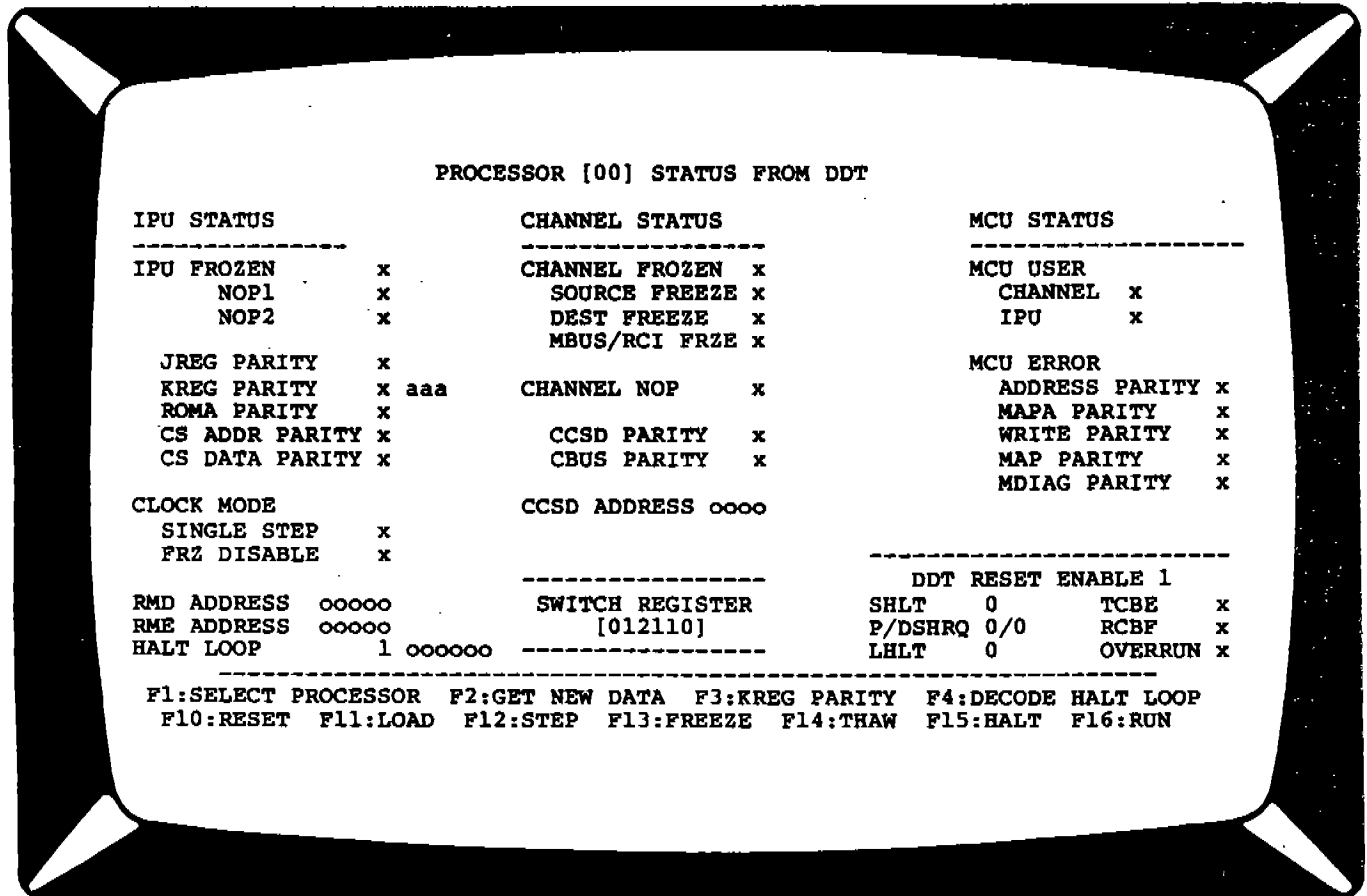 PROCESSOR [00] STATUS FROM DDT
IPU STATUS CHANNEL STATUS MCU STATUS
--------------- ----------------- -------------------
IPU FROZEN x CHANNEL FROZEN x MCU USER
NOP1 x SOURCE FREEZE x CHANNEL x
NOP2 x DEST FREEZE x IPU x
MBUS/RCI FRZE x
JREG PARITY x MCU ERROR
KREG PARITY x aaa CHANNEL NOP x ADDRESS PARITY x
ROMA PARITY x MAPA PARITY x
CS ADDR PARITY x CCSD PARITY x WRITE PARITY x
CS DATA PARITY x CBUS PARITY x MAP PARITY x
MDIAG PARITY x
CLOCK MODE CCSD ADDRESS oooo
SINGLE STEP x
FRZ DISABLE x -------------------------
----------------- DDT RESET ENABLE 1
RMD ADDRESS ooooo SWITCH REGISTER SHLT 0 TCBE x
RME ADDRESS ooooo [012110] P/DSHRQ 0/0 RCBF x
HALT LOOP 1 oooooo ----------------- LHLT 0 OVERRUN x
-----------------------------------------------------------------
F1:SELECT PROCESSOR F2:GET NEW DATA F3:KREG PARITY F4:DECODE HALT LOOP
F10:RESET F11:LOAD F12:STEP F13:FREEZE F14:THAW F15:HALT F16:RUN